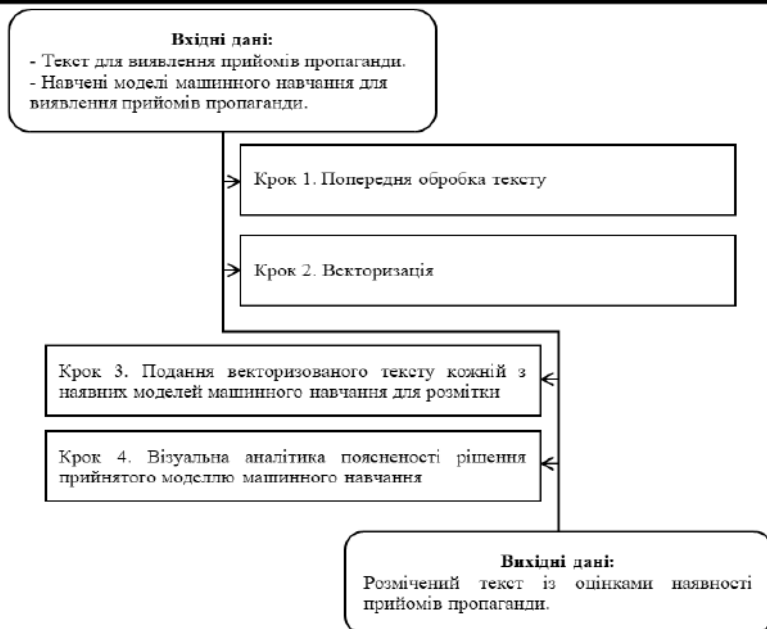 Вхідні дані:
- Текст для виявлення прийомів пропаганди.
- Навчені моделі машинного навчання для
виявлення прийомів пропаганди.
Крок 1. Попередня обробка тексту
Крок 2. Векторизація
Крок 3. Подання векторизованого тексту кожній з
наявних моделей машинного навчання для розмітки
Крок 4. Візуальна аналітика поясненості рішення
прийнятого моделлю машинного навчання
Вихідні дані:
Розмічений текст із оцінками наявності
прийомів пропаганди.